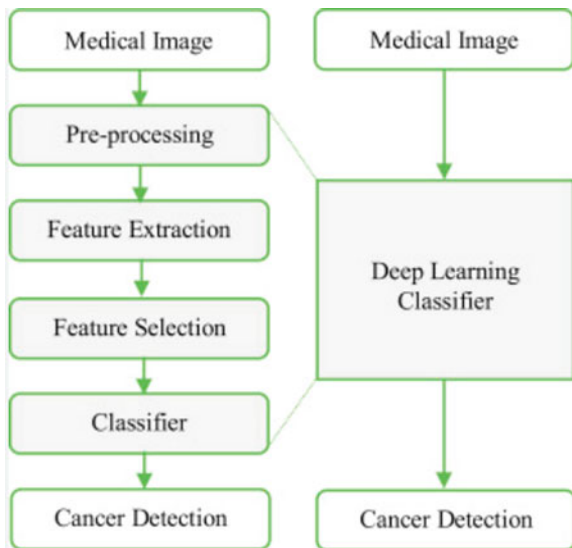 Medical Image
Pre-processing
Feature Extraction
Feature Selection
Classifier
Cancer Detection
Medical Image
Deep Learning
Classifier
Cancer Detection